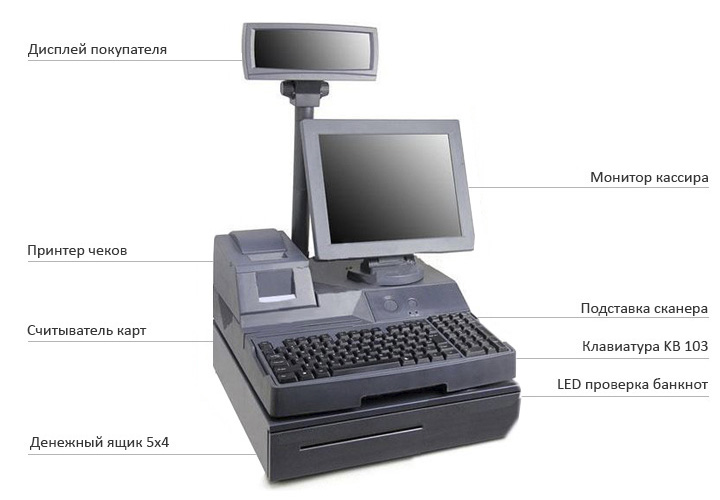 Дисплей покупателя
Монитор кассира
Принтер чеков
Подставка сканера
Считыватель карт
Клавиатура KB 103
LED проверка банкнот
Денежный ящик 5x4